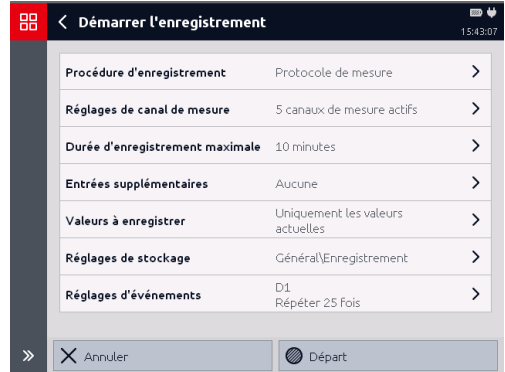 Démarrer l'enregistrement
15:43:07
Procédure d'enregistrement Protocole de mesure
Réglages de canal de mesure 5 canaux de mesure actifs
Durée d'enregistrement maximale 10 minutes
Entrées supplémentaires Aucune
Valeurs à enregistrer Uniquement les valeurs
actuelles
Réglages de stockage Général\Enregistrement
Réglages d'événements D1
Répéter 25 fois
Annuler Départ